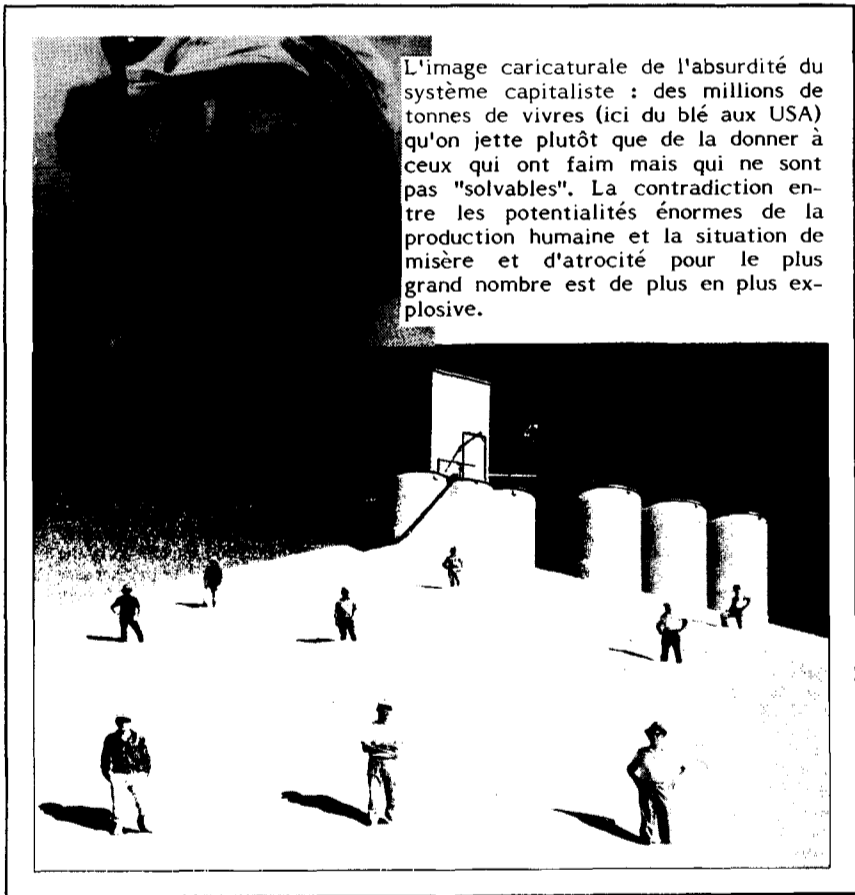 L'image caricaturale de l'absurdité du
système capitaliste : des millions de
tonnes de vivres (ici du blé aux USA)
qu'on jette plutôt que de la donner à
ceux qui ont faim mais qui ne sont
pas "solvables". La contradiction en-
tre les potentialités énormes de la
production humaine et la situation de
misère et d'atrocité pour le plus
grand nombre est de plus en plus ex-
plosive.